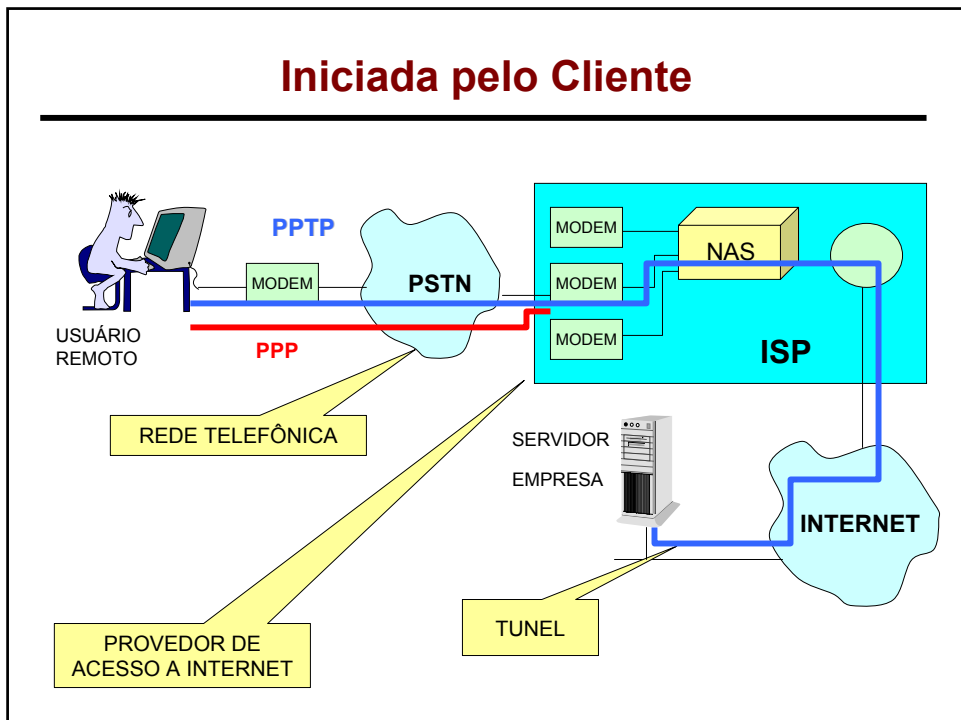 Iniciada pelo Cliente
PPTP
MODEM
PSTN
MODEM
MODEM
MODEM
NAS
ISP
USUÁRIO
REMOTO
PPP
REDE TELEFÔNICA
SERVIDOR
EMPRESA
INTERNET
TUNEL
PROVEDOR DE
ACESSO A INTERNET